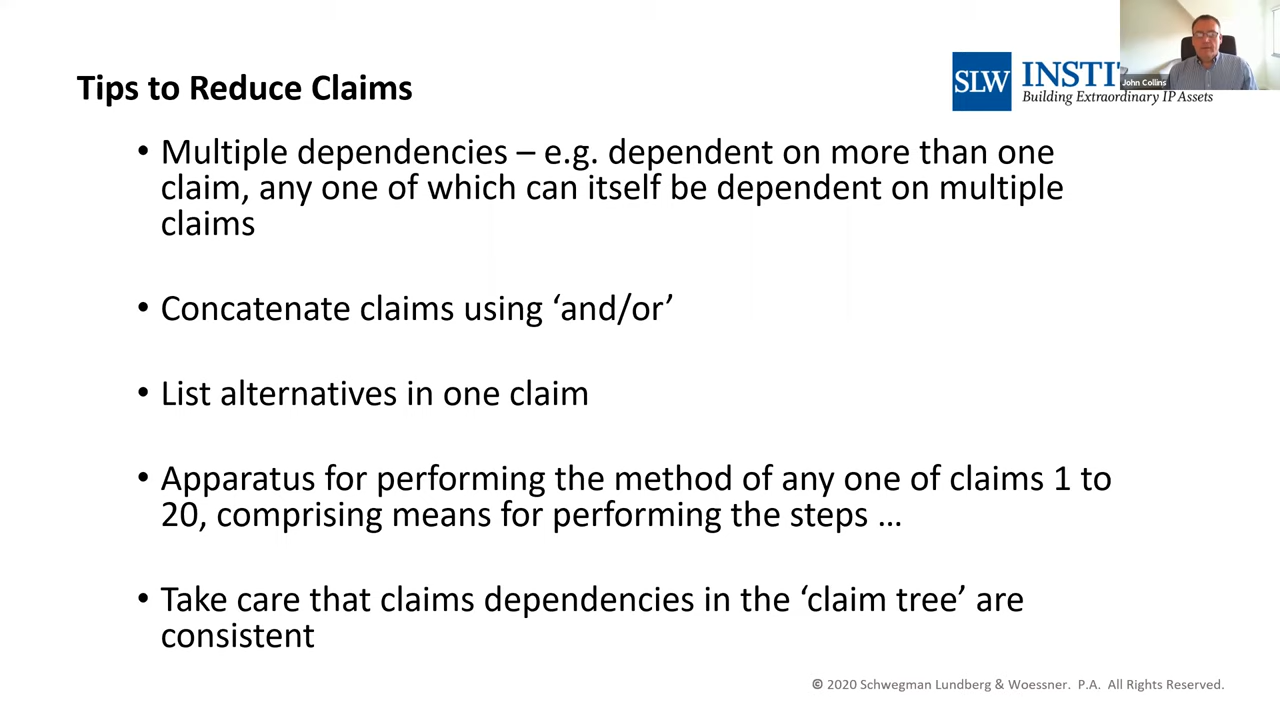 Tips to Reduce Claims
SLW INSTI
Building Extraordinary IP Assets
John Collins
• Multiple dependencies – e.g. dependent on more than one
claim, any one of which can itself be dependent on multiple
claims
• Concatenate claims using ‘and/or’
• List alternatives in one claim
• Apparatus for performing the method of any one of claims 1 to
20, comprising means for performing the steps …
• Take care that claims dependencies in the ‘claim tree’ are
consistent
© 2020 Schwegman Lundberg & Woessner. P.A. All Rights Reserved.